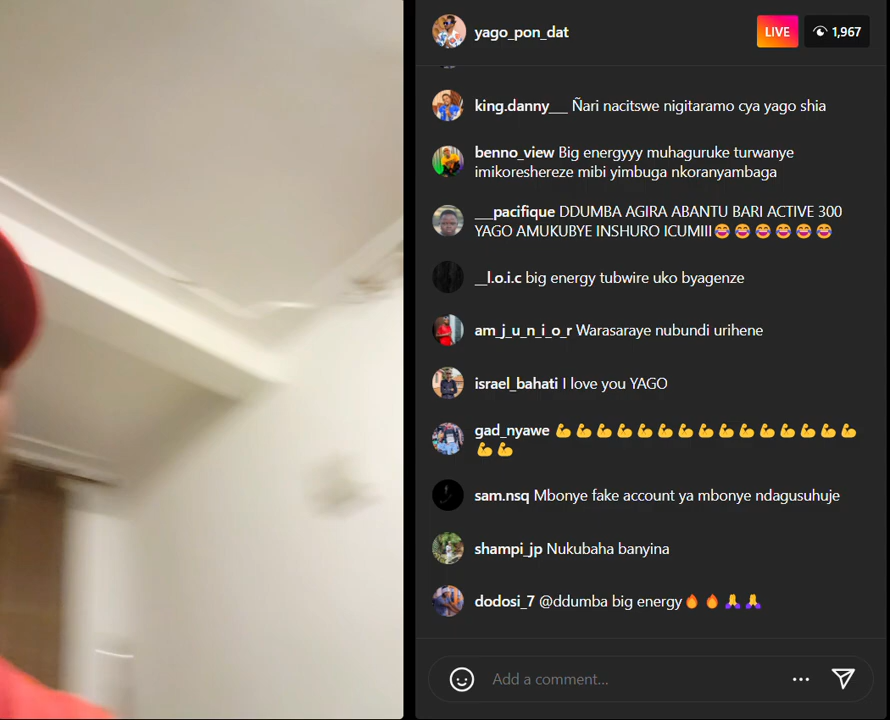 yago_pon_dat
LIVE
1,967
king.danny___ Ñari nacitswe nigitaramo cya yago shia
benno_view Big energyyy muhaguruke turwanye
imikoreshereze mibi yimbuga nkoranyambaga
___pacifique DDUMBA AGIRA ABANTU BARI ACTIVE 300
YAGO AMUKUBYE INSHURO ICUMIII😂😂😂😂😂😂
__l.o.i.c big energy tubwire uko byagenze
am_j_u_n_i_o_r Warasaraye nubundi urihene
israel_bahati I love you YAGO
gad_nyawe 💪💪💪💪💪💪💪💪💪💪💪💪💪💪💪
💪💪
sam.nsq Mbonye fake account ya mbonye ndagusuhuje
shampi_jp Nukubaha banyina
dodosi_7 @ddumba big energy🔥🔥🙏🙏
Add a comment...